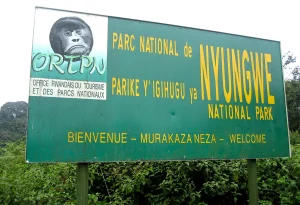 ORTPN
OFFICE RWANDAIS DU TOURISME
ET DES PARCS NATIONAUX
PARC NATIONAL de
PARIKE Y'IGIHUGU ya
NYUNGWE
NATIONAL PARK
BIENVENUE - MURAKAZA NEZA - WELCOME